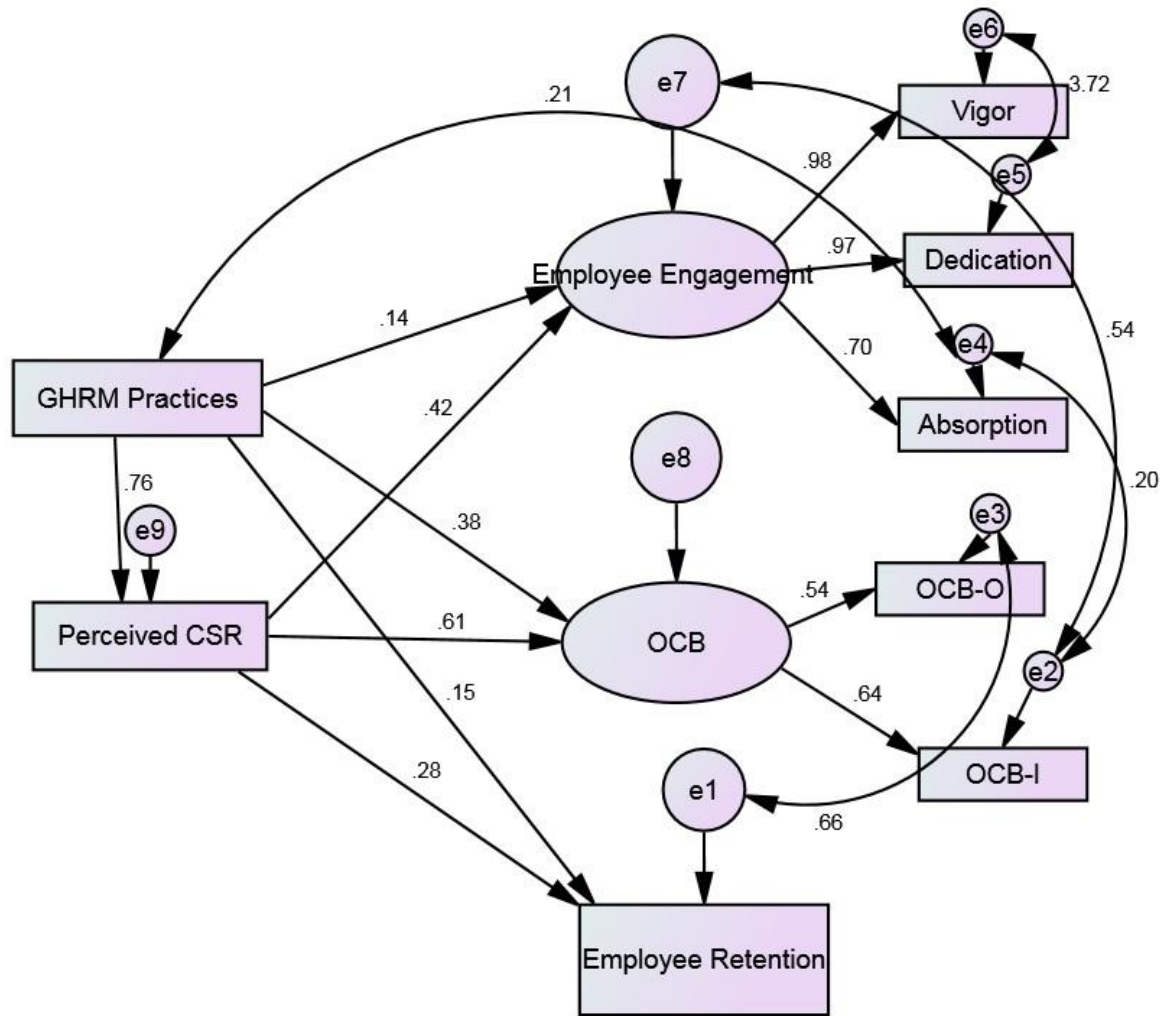 e6
3.72
.21
e7
Vigor
.98
e5
.97
Dedication
Employee Engagement
.14
.54
e4
.70
GHRM Practices
.42
Absorption
e8
.76
.20
e9
.38
e3
.54
OCB-O
.61
Perceived CSR
OCB
e2
.15
.64
.28
OCB-I
e1
.66
Employee Retention